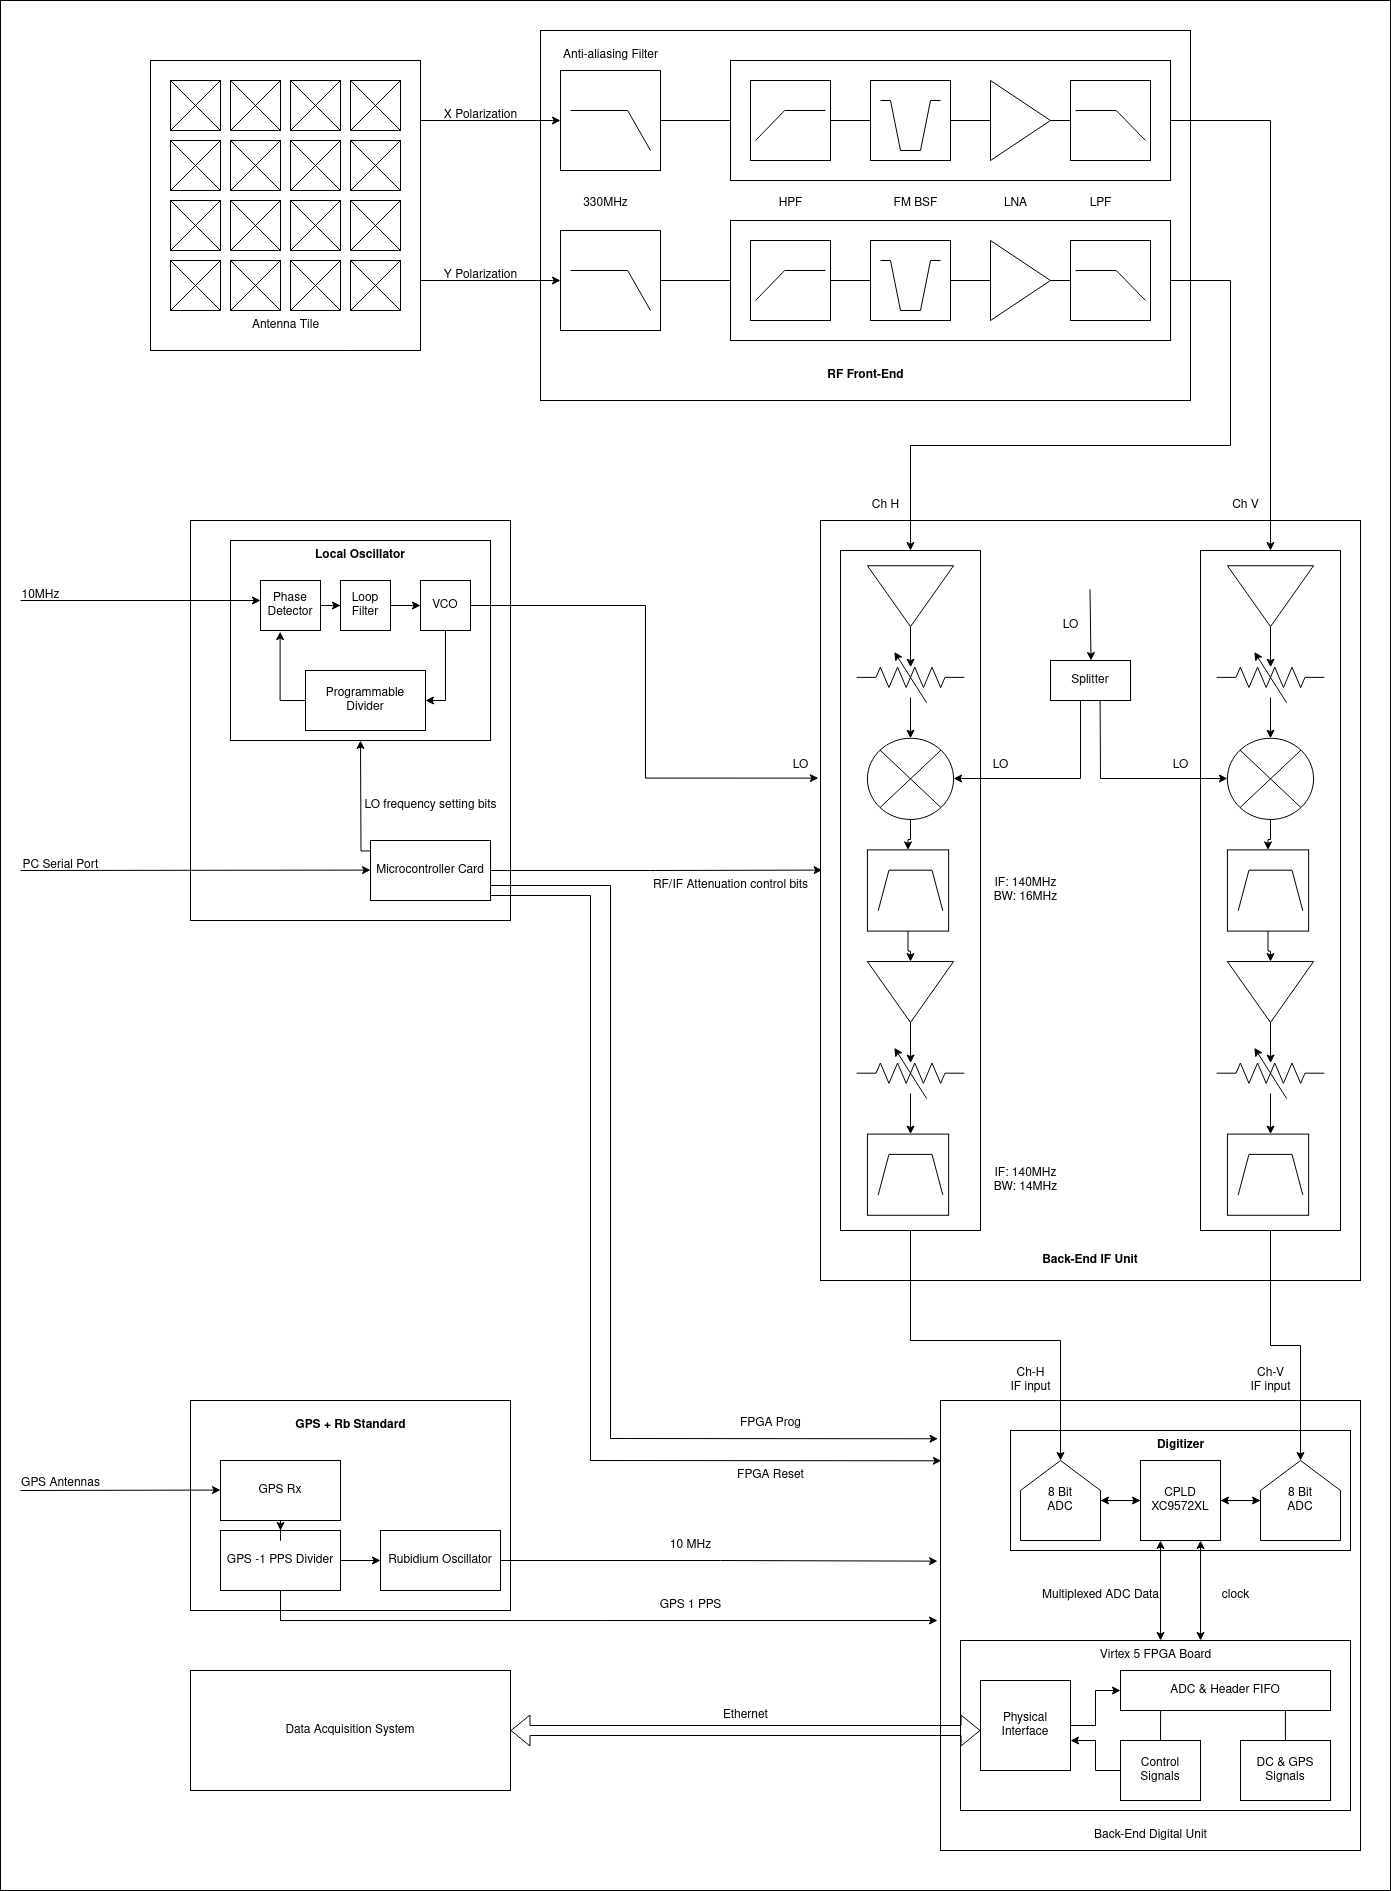 Anti-aliasing Filter
X Polarization
330MHz
HPF
FM BSF
LNA
LPF
Y Polarization
Antenna Tile
RF Front-End
Ch H
Ch V
Local Oscillator
10MHz
Phase
Detector
Loop
Filter
VCO
Programmable
Divider
LO
Splitter
LO
LO
LO
LO frequency setting bits
PC Serial Port
Microcontroller Card
RF/IF Attenuation control bits
IF: 140MHz
BW: 16MHz
IF: 140MHz
BW: 14MHz
Back-End IF Unit
Ch-H
IF input
Ch-V
IF input
GPS + Rb Standard
FPGA Prog
FPGA Reset
Digitizer
GPS Antennas
GPS Rx
8 Bit
ADC
CPLD
XC9572XL
8 Bit
ADC
GPS -1 PPS Divider
Rubidium Oscillator
10 MHz
GPS 1 PPS
Multiplexed ADC Data
clock
Virtex 5 FPGA Board
Data Acquisition System
Ethernet
Physical
Interface
ADC & Header FIFO
Control
Signals
DC & GPS
Signals
Back-End Digital Unit